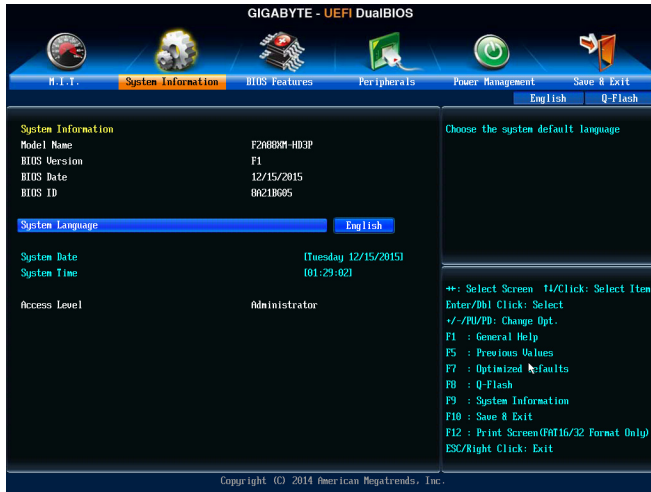 GIGABYTE - UEFI DualBIOS
M.I.T. System Information BIOS Features Peripherals Power Management Save & Exit
English Q-Flash
System Information
Model Name F2A88XM-HD3P
BIOS Version F1
BIOS Date 12/15/2015
BIOS ID 8A21BG05
System Language English
System Date [Tuesday 12/15/2015]
System Time [01:29:02]
Access Level Administrator
Choose the system default language
→←: Select Screen ↑↓/Click: Select Item
Enter/Dbl Click: Select
+/-/PU/PD: Change Opt.
F1 : General Help
F5 : Previous Values
F7 : Optimized Defaults
F8 : Q-Flash
F9 : System Information
F10 : Save & Exit
F12 : Print Screen(FAT16/32 Format Only)
ESC/Right Click: Exit
Copyright (C) 2014 American Megatrends, Inc.